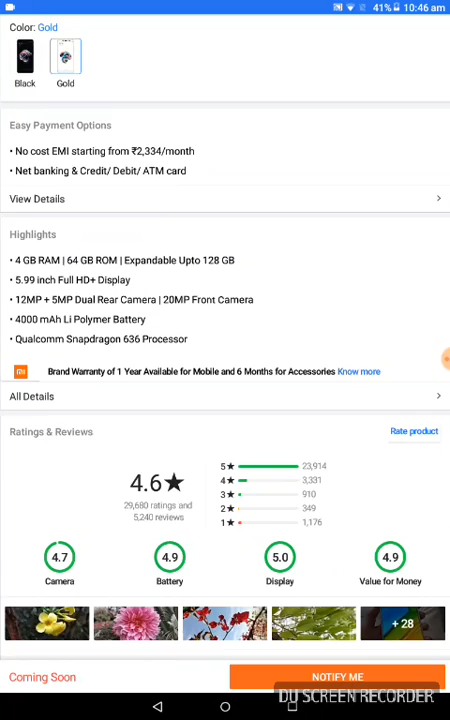 41% 10:46 am
Color: Gold
Black
Gold
Easy Payment Options
• No cost EMI starting from ₹2,334/month
• Net banking & Credit/ Debit/ ATM card
View Details
Highlights
• 4 GB RAM | 64 GB ROM | Expandable Upto 128 GB
• 5.99 inch Full HD+ Display
• 12MP + 5MP Dual Rear Camera | 20MP Front Camera
• 4000 mAh Li Polymer Battery
• Qualcomm Snapdragon 636 Processor
Brand Warranty of 1 Year Available for Mobile and 6 Months for Accessories Know more
All Details
Ratings & Reviews
Rate product
4.6★
29,680 ratings and
5,240 reviews
5★ 23,914
4★ 3,331
3★ 910
2★ 349
1★ 1,176
4.7
4.9
5.0
4.9
Camera
Battery
Display
Value for Money
+ 28
Coming Soon
NOTIFY ME
DU SCREEN RECORDER